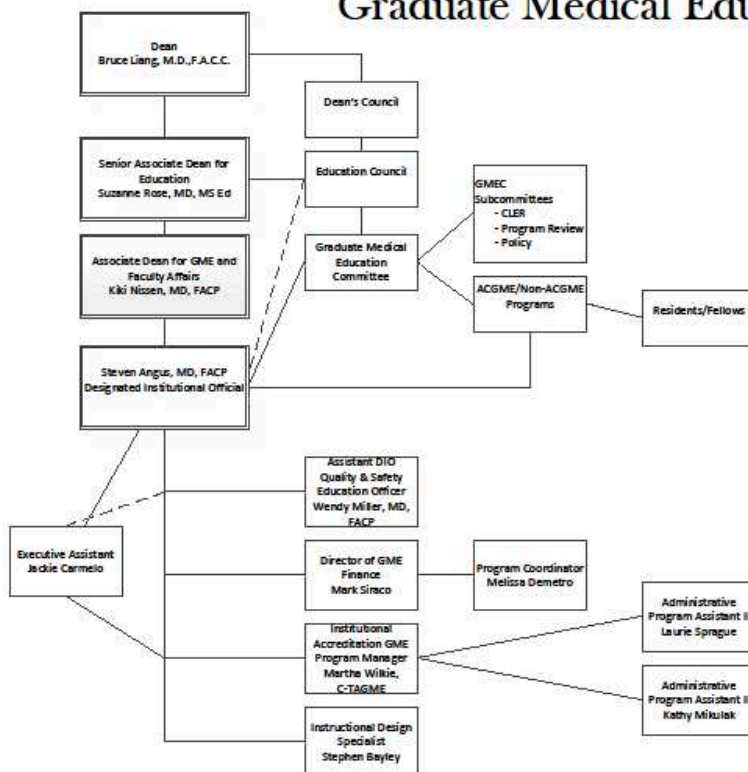 Graduate Medical Edu
Dean
Bruce Liang, M.D.,F.A.C.C.
Dean's Council
Senior Associate Dean for
Education
Suzanne Rose, MD, MS Ed
Education Council
GMEC
Subcommittees
- CLER
- Program Review
- Policy
Associate Dean for GME and
Faculty Affairs
Kiki Nissen, MD, FACP
Graduate Medical
Education
Committee
ACGME/Non-ACGME
Programs
Residents/Fellows
Steven Angus, MD, FACP
Designated Institutional Official
Assistant DIO
Quality & Safety
Education Officer
Wendy Miller, MD,
FACP
Executive Assistant
Jackie Carmelo
Director of GME
Finance
Mark Siraco
Program Coordinator
Melissa Demetro
Administrative
Program Assistant II
Laurie Sprague
Institutional
Accreditation GME
Program Manager
Martha Wilkie,
C-TAGME
Administrative
Program Assistant II
Kathy Mikulak
Instructional Design
Specialist
Stephen Bayley